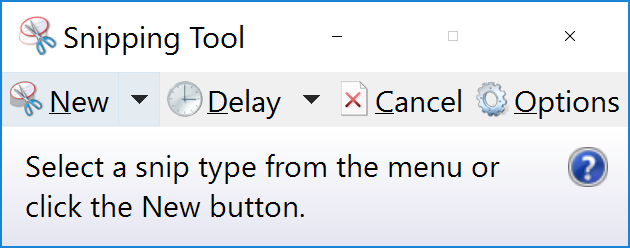 Snipping Tool
New Delay Cancel Options
Select a snip type from the menu or
click the New button.
?